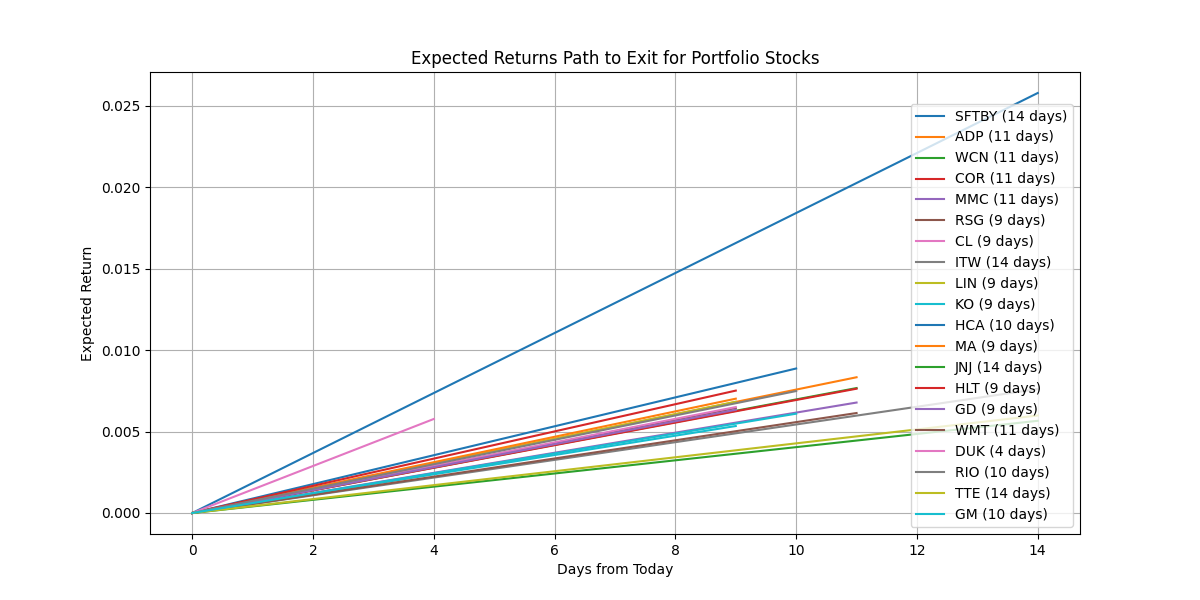 Expected Returns Path to Exit for Portfolio Stocks
Expected Return
0.025
0.020
0.015
0.010
0.005
0.000
SFTBY (14 days)
ADP (11 days)
WCN (11 days)
COR (11 days)
MMC (11 days)
RSG (9 days)
CL (9 days)
ITW (14 days)
LIN (9 days)
KO (9 days)
HCA (10 days)
MA (9 days)
JNJ (14 days)
HLT (9 days)
GD (9 days)
WMT (11 days)
DUK (4 days)
RIO (10 days)
TTE (14 days)
GM (10 days)
0 2 4 6 8 10 12 14
Days from Today